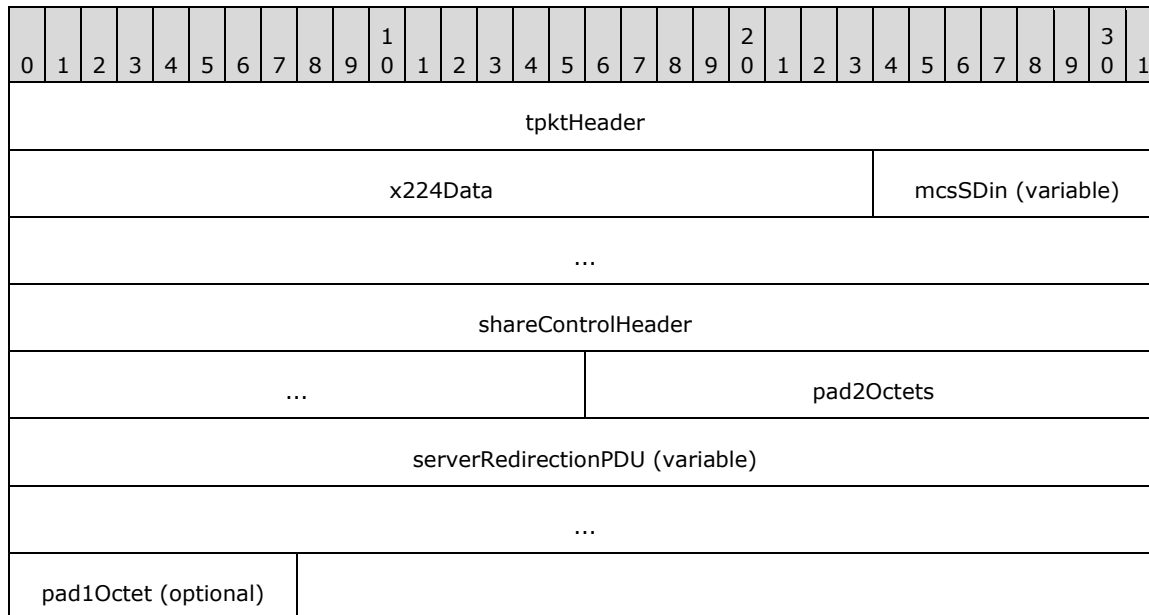 1 2 3
0 1 2 3 4 5 6 7 8 9 0 1 2 3 4 5 6 7 8 9 0 1 2 3 4 5 6 7 8 9 0 1
tpktHeader
x224Data mcsSDin (variable)
...
shareControlHeader
... pad2Octets
serverRedirectionPDU (variable)
...
pad1Octet (optional)